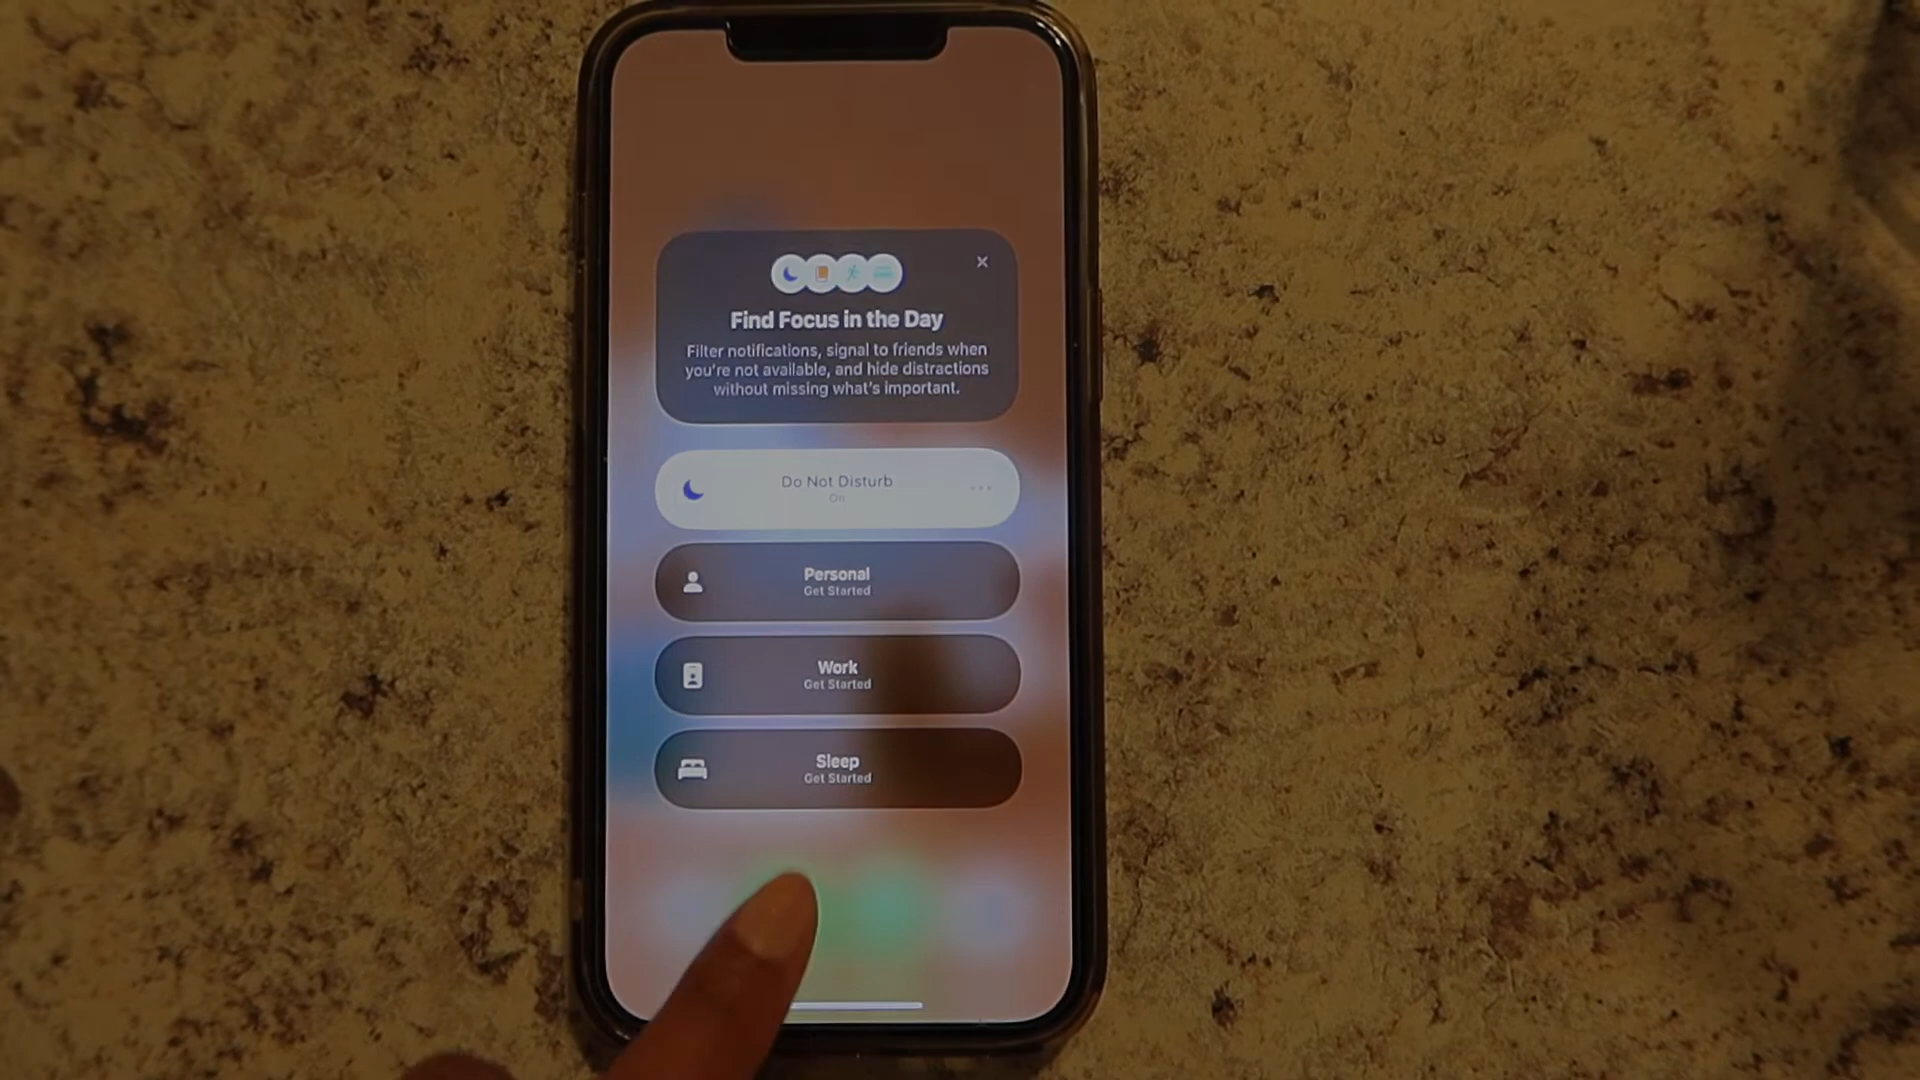 Find Focus in the Day
Filter notifications, signal to friends when
you're not available, and hide distractions
without missing what's important.
Do Not Disturb
On
Personal
Get Started
Work
Get Started
Sleep
Get Started